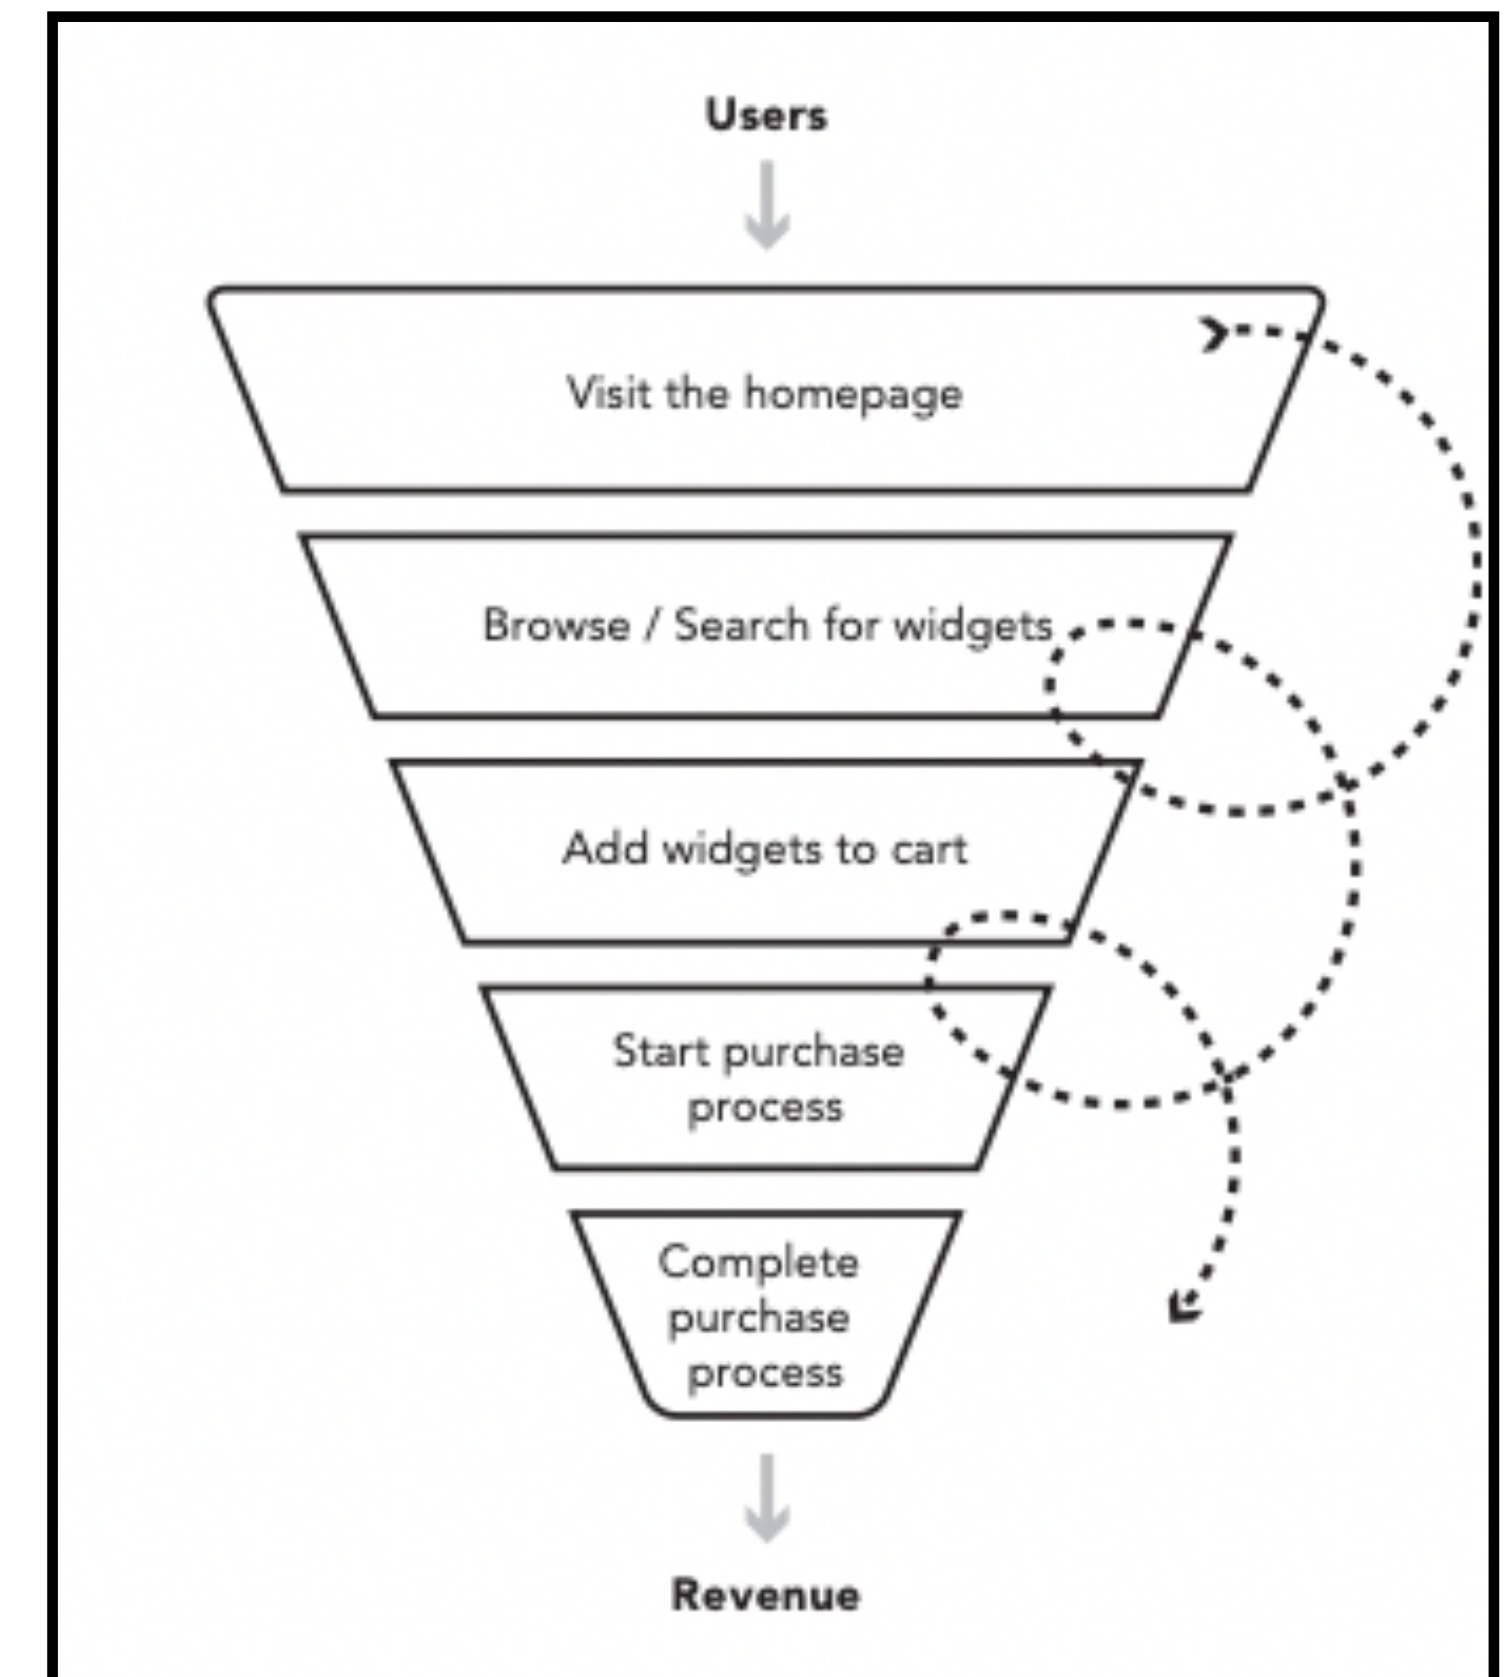 Users
Visit the homepage
Browse / Search for widgets
Add widgets to cart
Start purchase
process
Complete
purchase
process
Revenue